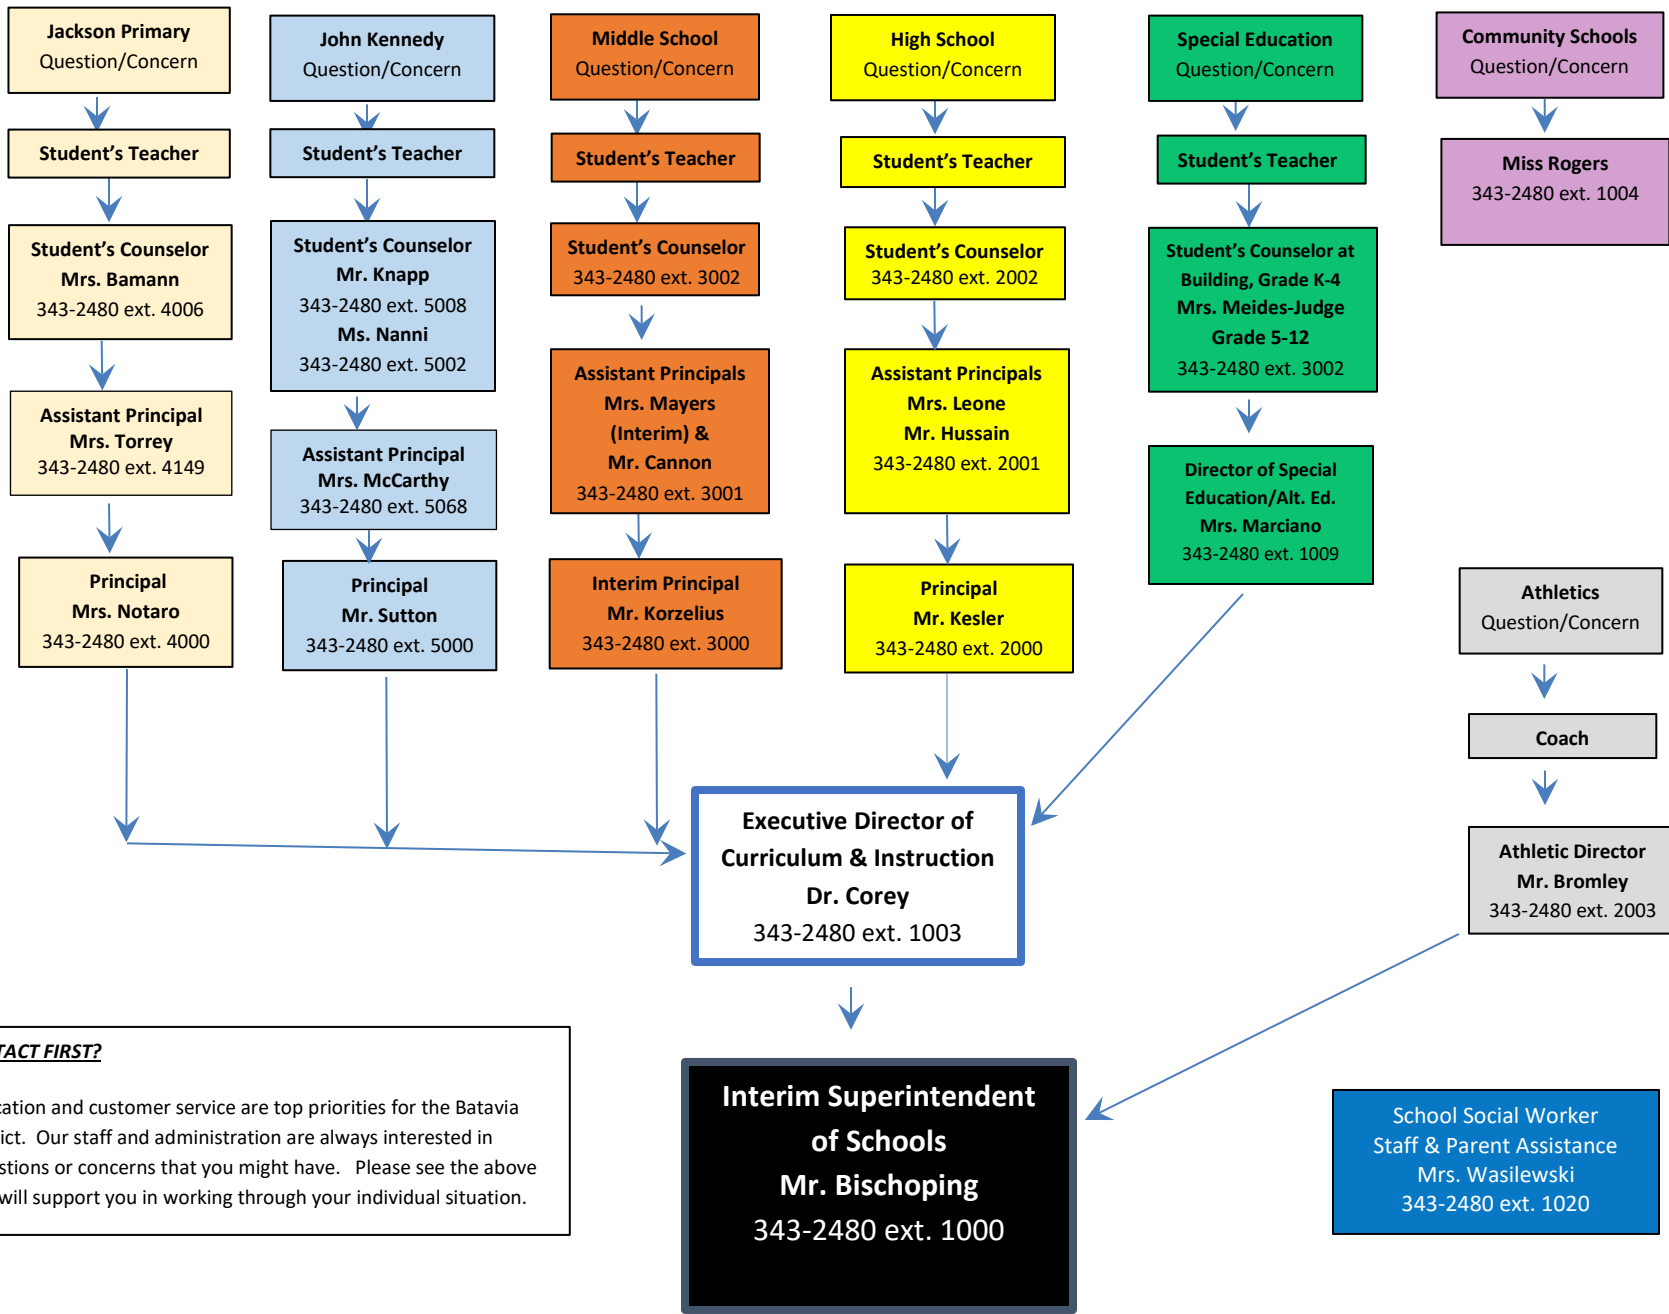 Jackson Primary
Question/Concern
Student’s Teacher
Student’s Counselor
Mrs. Bamann
343-2480 ext. 4006
Assistant Principal
Mrs. Torrey
343-2480 ext. 4149
Principal
Mrs. Notaro
343-2480 ext. 4000
John Kennedy
Question/Concern
Student’s Teacher
Student’s Counselor
Mr. Knapp
343-2480 ext. 5008
Ms. Nanni
343-2480 ext. 5002
Assistant Principal
Mrs. McCarthy
343-2480 ext. 5068
Principal
Mr. Sutton
343-2480 ext. 5000
Middle School
Question/Concern
Student’s Teacher
Student’s Counselor
343-2480 ext. 3002
Assistant Principals
Mrs. Mayers
(Interim) &
Mr. Cannon
343-2480 ext. 3001
Interim Principal
Mr. Korzelius
343-2480 ext. 3000
High School
Question/Concern
Student’s Teacher
Student’s Counselor
343-2480 ext. 2002
Assistant Principals
Mrs. Leone
Mr. Hussain
343-2480 ext. 2001
Principal
Mr. Kesler
343-2480 ext. 2000
Special Education
Question/Concern
Student’s Teacher
Student’s Counselor at
Building, Grade K-4
Mrs. Meides-Judge
Grade 5-12
343-2480 ext. 3002
Director of Special
Education/Alt. Ed.
Mrs. Marciano
343-2480 ext. 1009
Community Schools
Question/Concern
Miss Rogers
343-2480 ext. 1004
Athletics
Question/Concern
Coach
Athletic Director
Mr. Bromley
343-2480 ext. 2003
Executive Director of
Curriculum & Instruction
Dr. Corey
343-2480 ext. 1003
Interim Superintendent
of Schools
Mr. Bischoping
343-2480 ext. 1000
TACT FIRST?
cation and customer service are top priorities for the Batavia
ict. Our staff and administration are always interested in
stions or concerns that you might have. Please see the above
will support you in working through your individual situation.
School Social Worker
Staff & Parent Assistance
Mrs. Wasilewski
343-2480 ext. 1020